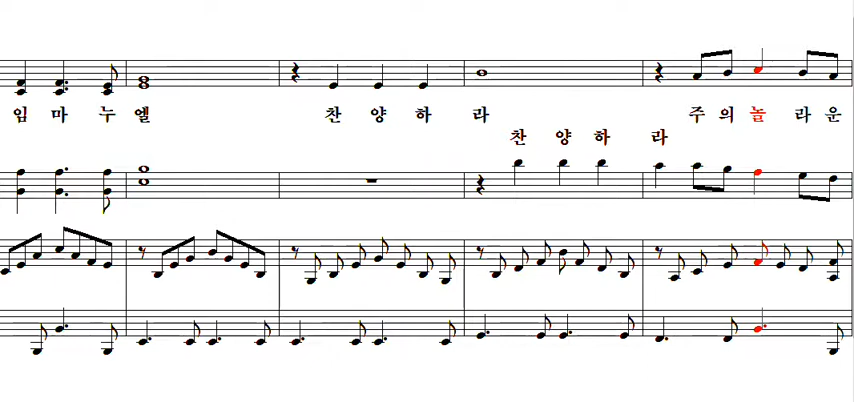 임 마 누 엘 찬 양 하 라 주 의 놀 라 운
찬 양 하 라